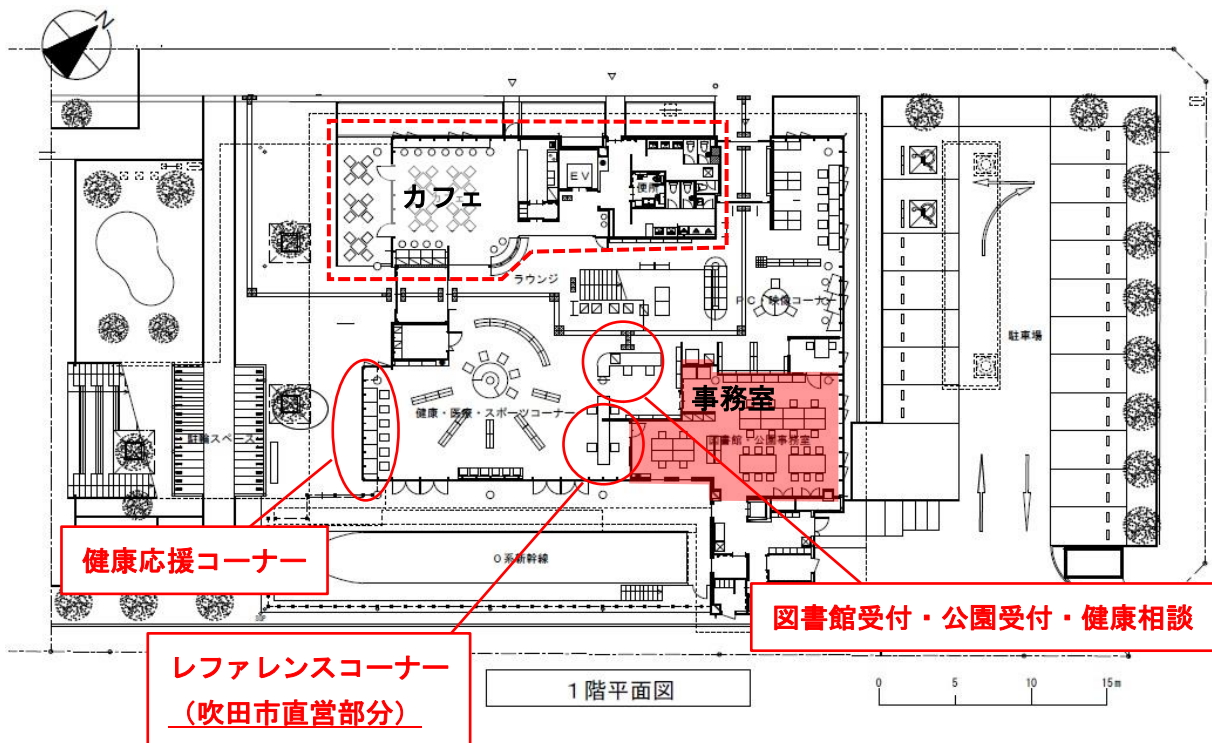 N
EV
カフェ
便所
ラウンジ
PC・映像コーナー
駐車場
事務室
健康・医療・スポーツコーナー
駐輪スペース
図書館・公園事務室
健康応援コーナー
0系新幹線
図書館受付・公園受付・健康相談
レファレンスコーナー
（吹田市直営部分）
1階平面図
0 5 10 15m